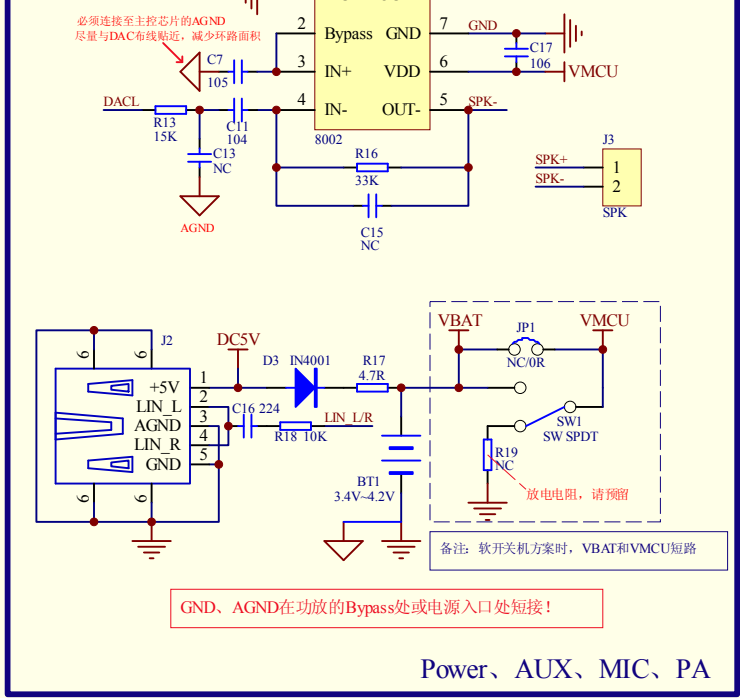 必须连接至主控芯片的AGND
尽量与DAC布线贴近，减少环路面积
2 Bypass GND 7 GND
C7
105
3 IN+ VDD 6
C17
106
VMCU
DACL
R13
15K
C11
104
4 IN- OUT- 5 SPK-
8002
C13
NC
AGND
R16
33K
C15
NC
J3
SPK+ 1
SPK- 2
SPK
J2
6 6
DC5V
+5V 1
LIN_L 2
AGND 3
LIN_R 4
GND 5
6 6
D3 IN4001
R17
4.7R
C16 224
R18 10K
LIN_L/R
BT1
3.4V~4.2V
VBAT
JP1
NC/0R
VMCU
SW1
SW SPDT
R19
NC
放电电阻，请预留
备注：软开关机方案时，VBAT和VMCU短路
GND、AGND在功放的Bypass处或电源入口处短接！
Power、AUX、MIC、PA